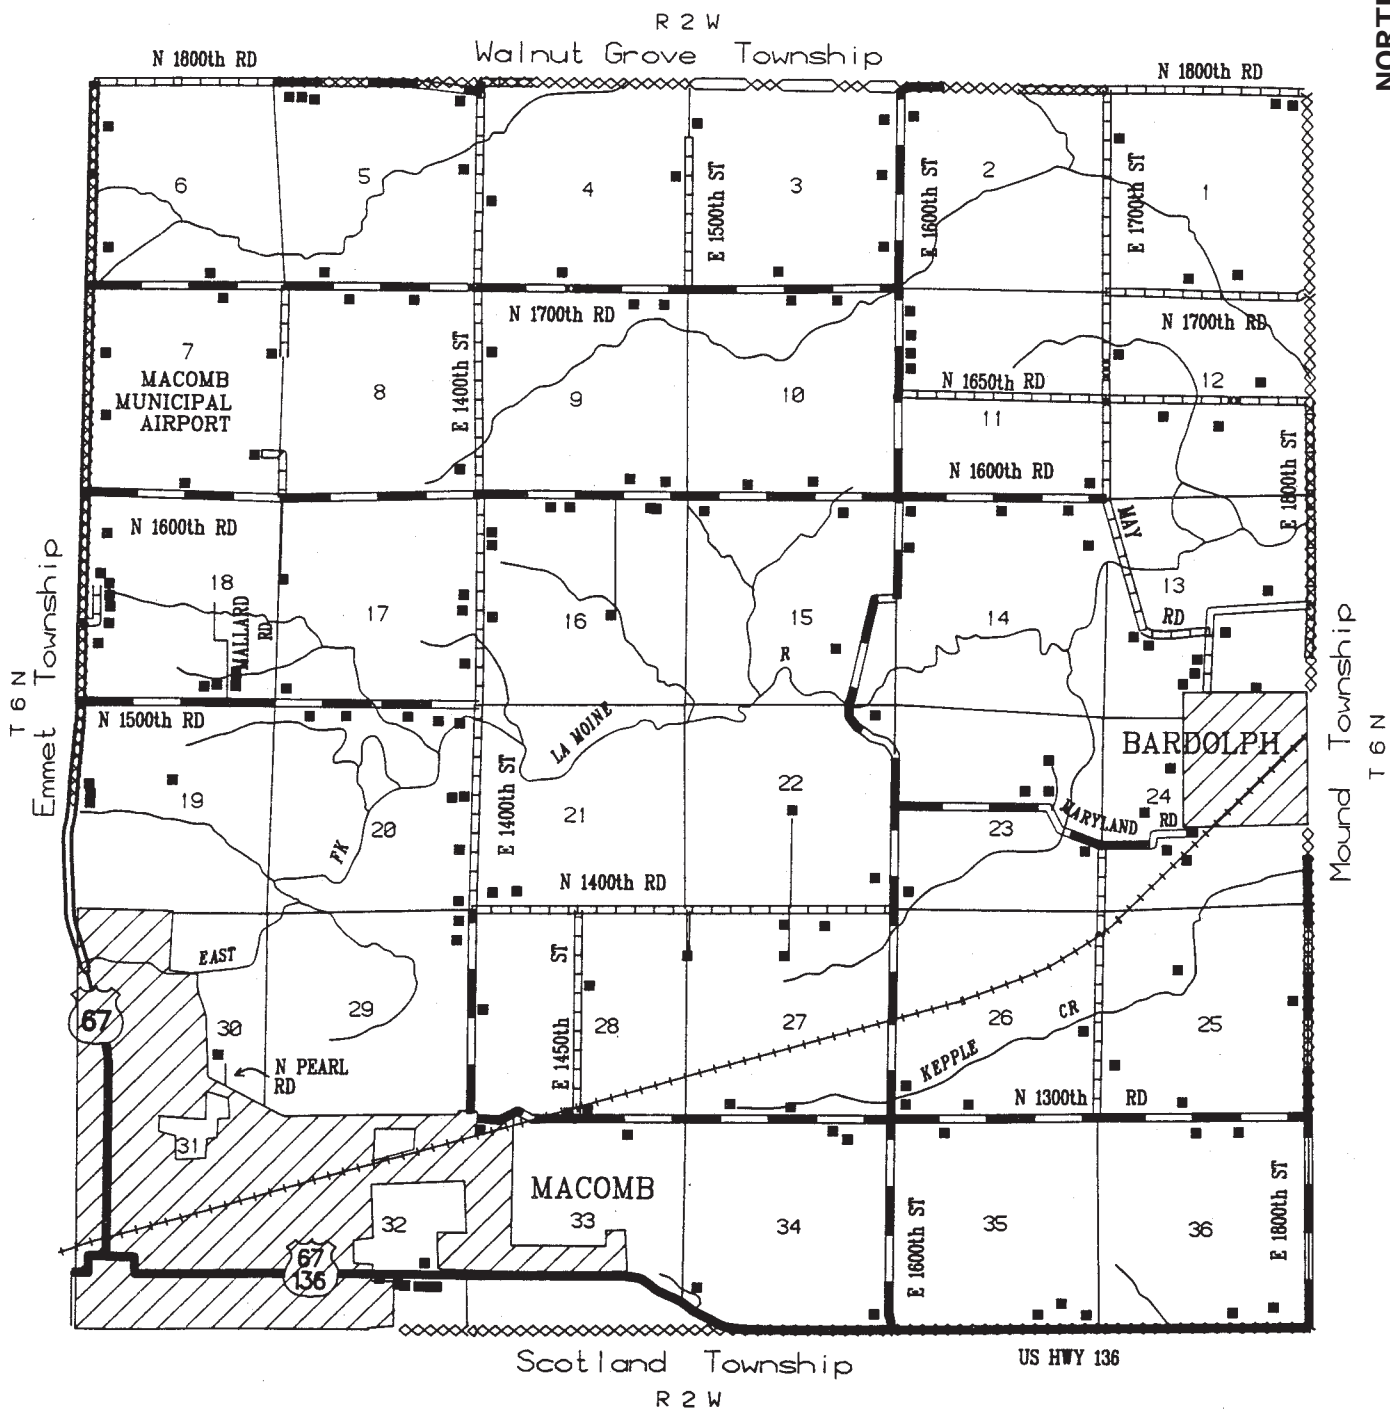 R 2 W
NORTH
Walnut Grove Township
N 1800th RD
N 1800th RD
6
5
4
3
2
1
E 1500th ST
E 1600th ST
E 1700th ST
N 1700th RD
N 1700th RD
7
8
9
10
11
12
MACOMB
MUNICIPAL
AIRPORT
E 1400th ST
N 1650th RD
N 1600th RD
N 1600th RD
E 1800th ST
MAY
RD
18
17
16
15
14
13
MALLARD
RD
R
LA MOINE
T 6 N
Emmet Township
Mound Township
T 6 N
N 1500th RD
BARDOLPH
19
20
21
22
23
24
E 1400th ST
MARYLAND
RD
FK
N 1400th RD
EAST
E 1450th ST
30
29
28
27
26
25
67
KEPPLE
CR
N PEARL
RD
N 1300th RD
31
32
MACOMB
33
34
35
36
E 1600th ST
E 1800th ST
67
136
Scotland Township
US HWY 136
R 2 W